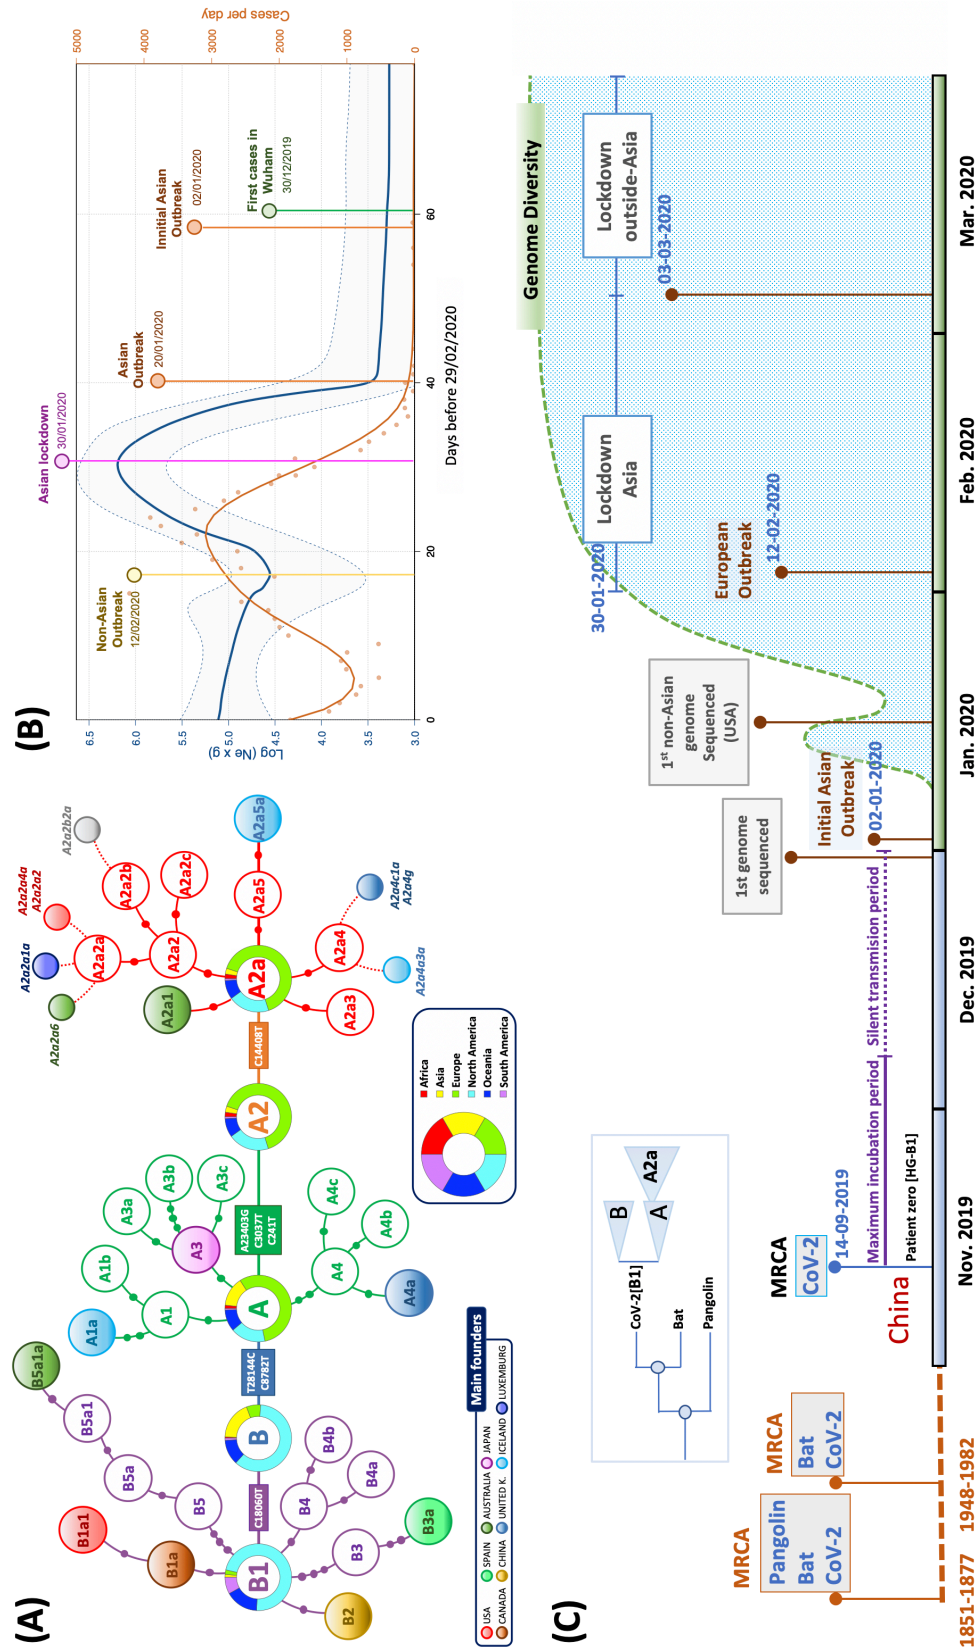 (A)
B5a1a
B5a1
B5a
B5
B1a1
B1a
B1
B2
B3
B3a
B4
B4a
B4b
C18060T
B
T28144C
C8782T
A1a
A1b
A1
A
A3a
A3b
A3c
A3
A4
A4a
A4b
A4c
A23403G
C3037T
C241T
A2
C14408T
A2a
A2a1
A2a2
A2a2a
A2a2b
A2a2c
A2a3
A2a4
A2a5
A2a5a
A2a2a6
A2a2a1a
A2a2a4a
A2a2a2
A2a2b2a
A2a4a3a
A2a4c1a
A2a4g
Main founders
USA
SPAIN
AUSTRALIA
JAPAN
CANADA
CHINA
UNITED K.
ICELAND
LUXEMBURG
Africa
Asia
Europe
North America
Oceania
South America
(B)
Log (Ne x g)
6.5
6.0
5.5
5.0
4.5
4.0
3.5
3.0
Cases per day
5000
4000
3000
2000
1000
0
0
20
40
60
Days before 29/02/2020
Non-Asian
Outbreak
12/02/2020
Asian lockdown
30/01/2020
Asian
Outbreak
20/01/2020
Innitial Asian
Outbreak
02/01/2020
First cases in
Wuham
30/12/2019
(C)
CoV-2[B1]
Bat
Pangolin
B
A
A2a
MRCA
Pangolin
Bat
CoV-2
MRCA
Bat
CoV-2
MRCA
CoV-2
14-09-2019
China
Maximum incubation period
Silent transmision period
Patient zero [HG-B1]
1st genome
sequenced
Initial Asian
Outbreak
02-01-2020
1st non-Asian
genome
Sequenced
(USA)
30-01-2020
Lockdown
Asia
European
Outbreak
12-02-2020
Genome Diversity
Lockdown
outside-Asia
03-03-2020
1851-1877
1948-1982
Nov. 2019
Dec. 2019
Jan. 2020
Feb. 2020
Mar. 2020